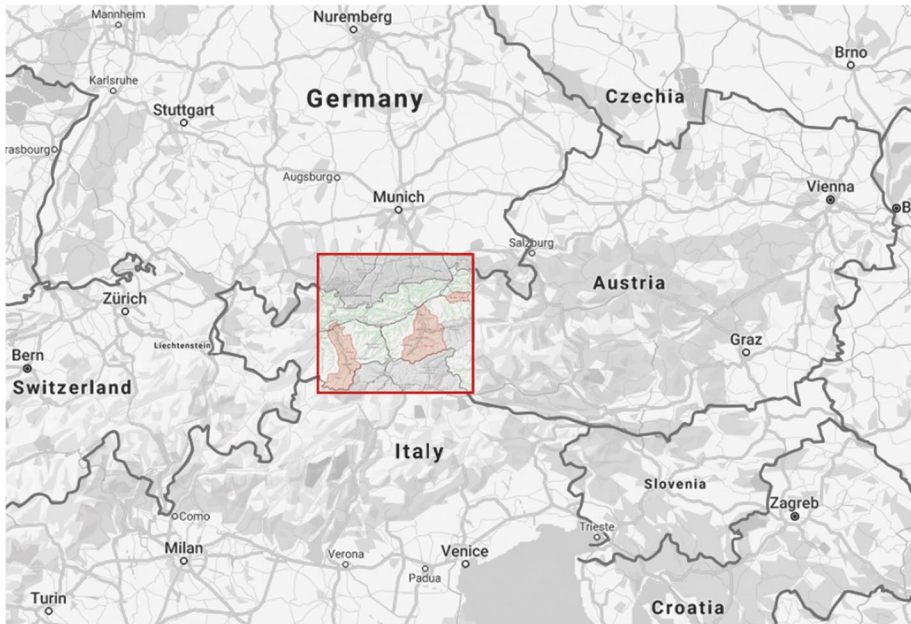 Mannheim
Nuremberg
Brno
Karlsruhe
Germany
Czechia
Stuttgart
rasbourg
Augsburg
Munich
Vienna
B
Salzburg
Austria
Zürich
Liechtenstein
Graz
Bern
Switzerland
Italy
Slovenia
Zagreb
Como
Trieste
Milan
Verona
Venice
Padua
Turin
Croatia